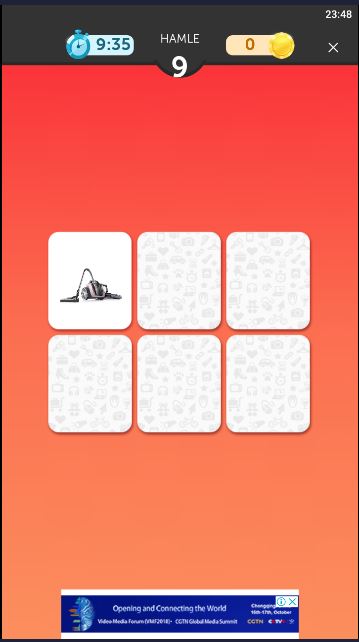 23:48
9:35
HAMLE
9
0
Opening and Connecting the World
Video Media Forum (VMF2018) • CGTN Global Media Summit
Chongqing
16th-17th, October
CGTN